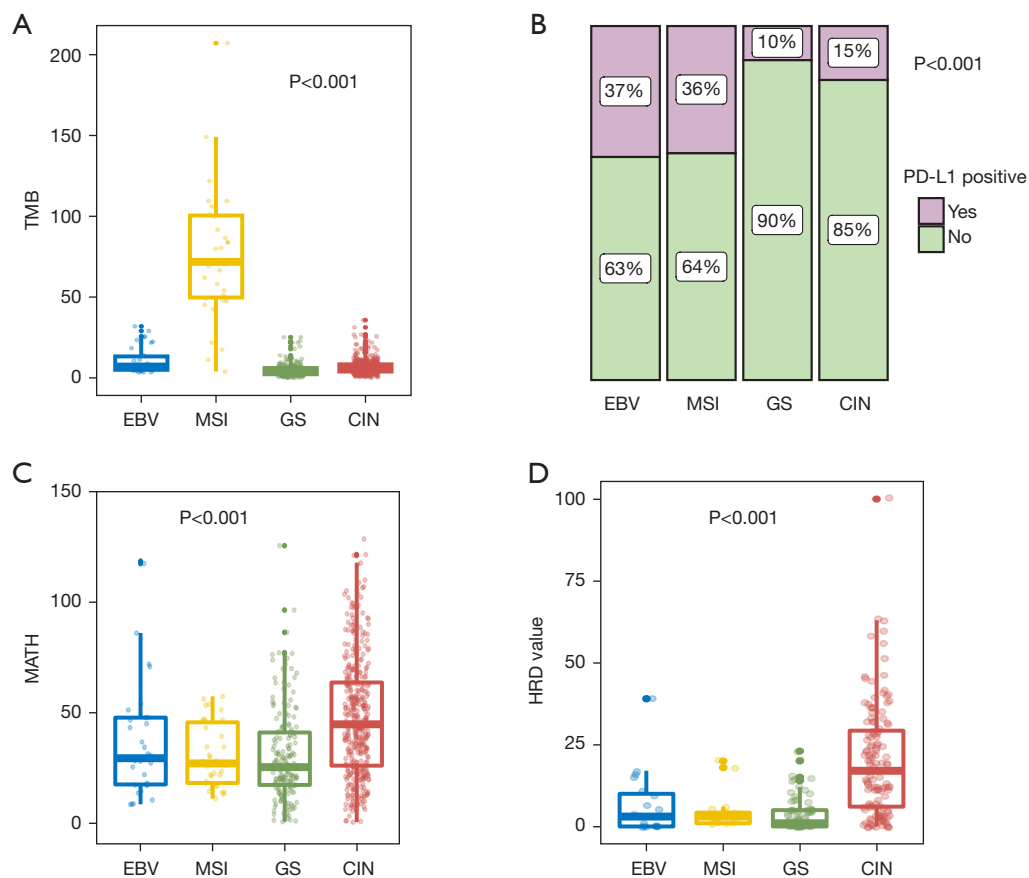 A
TMB
200
150
100
50
0
P<0.001
EBV MSI GS CIN
B
37% 36% 10% 15%
63% 64% 90% 85%
EBV MSI GS CIN
P<0.001
PD-L1 positive
Yes
No
C
MATH
150
100
50
0
P<0.001
EBV MSI GS CIN
D
HRD value
100
75
50
25
0
P<0.001
EBV MSI GS CIN